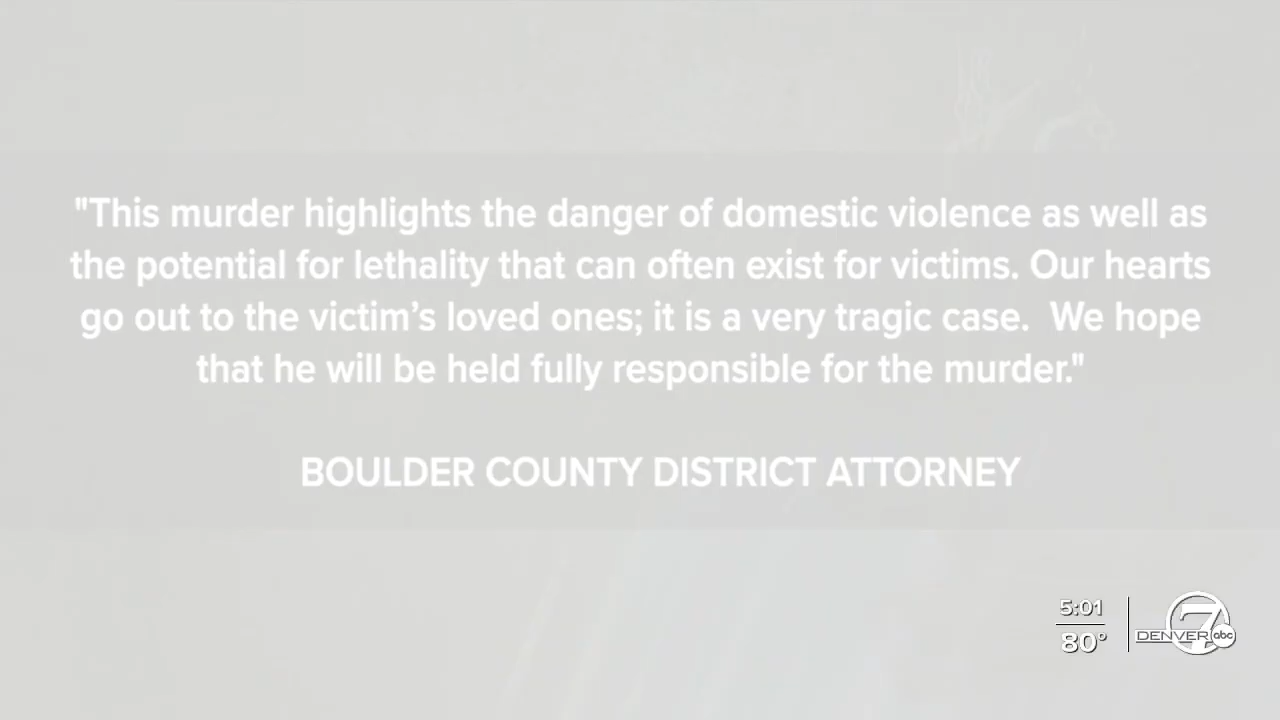 "This murder highlights the danger of domestic violence as well as
the potential for lethality that can often exist for victims. Our hearts
go out to the victim’s loved ones; it is a very tragic case.  We hope
that he will be held fully responsible for the murder."
BOULDER COUNTY DISTRICT ATTORNEY
5:01
80°
7
DENVER abc